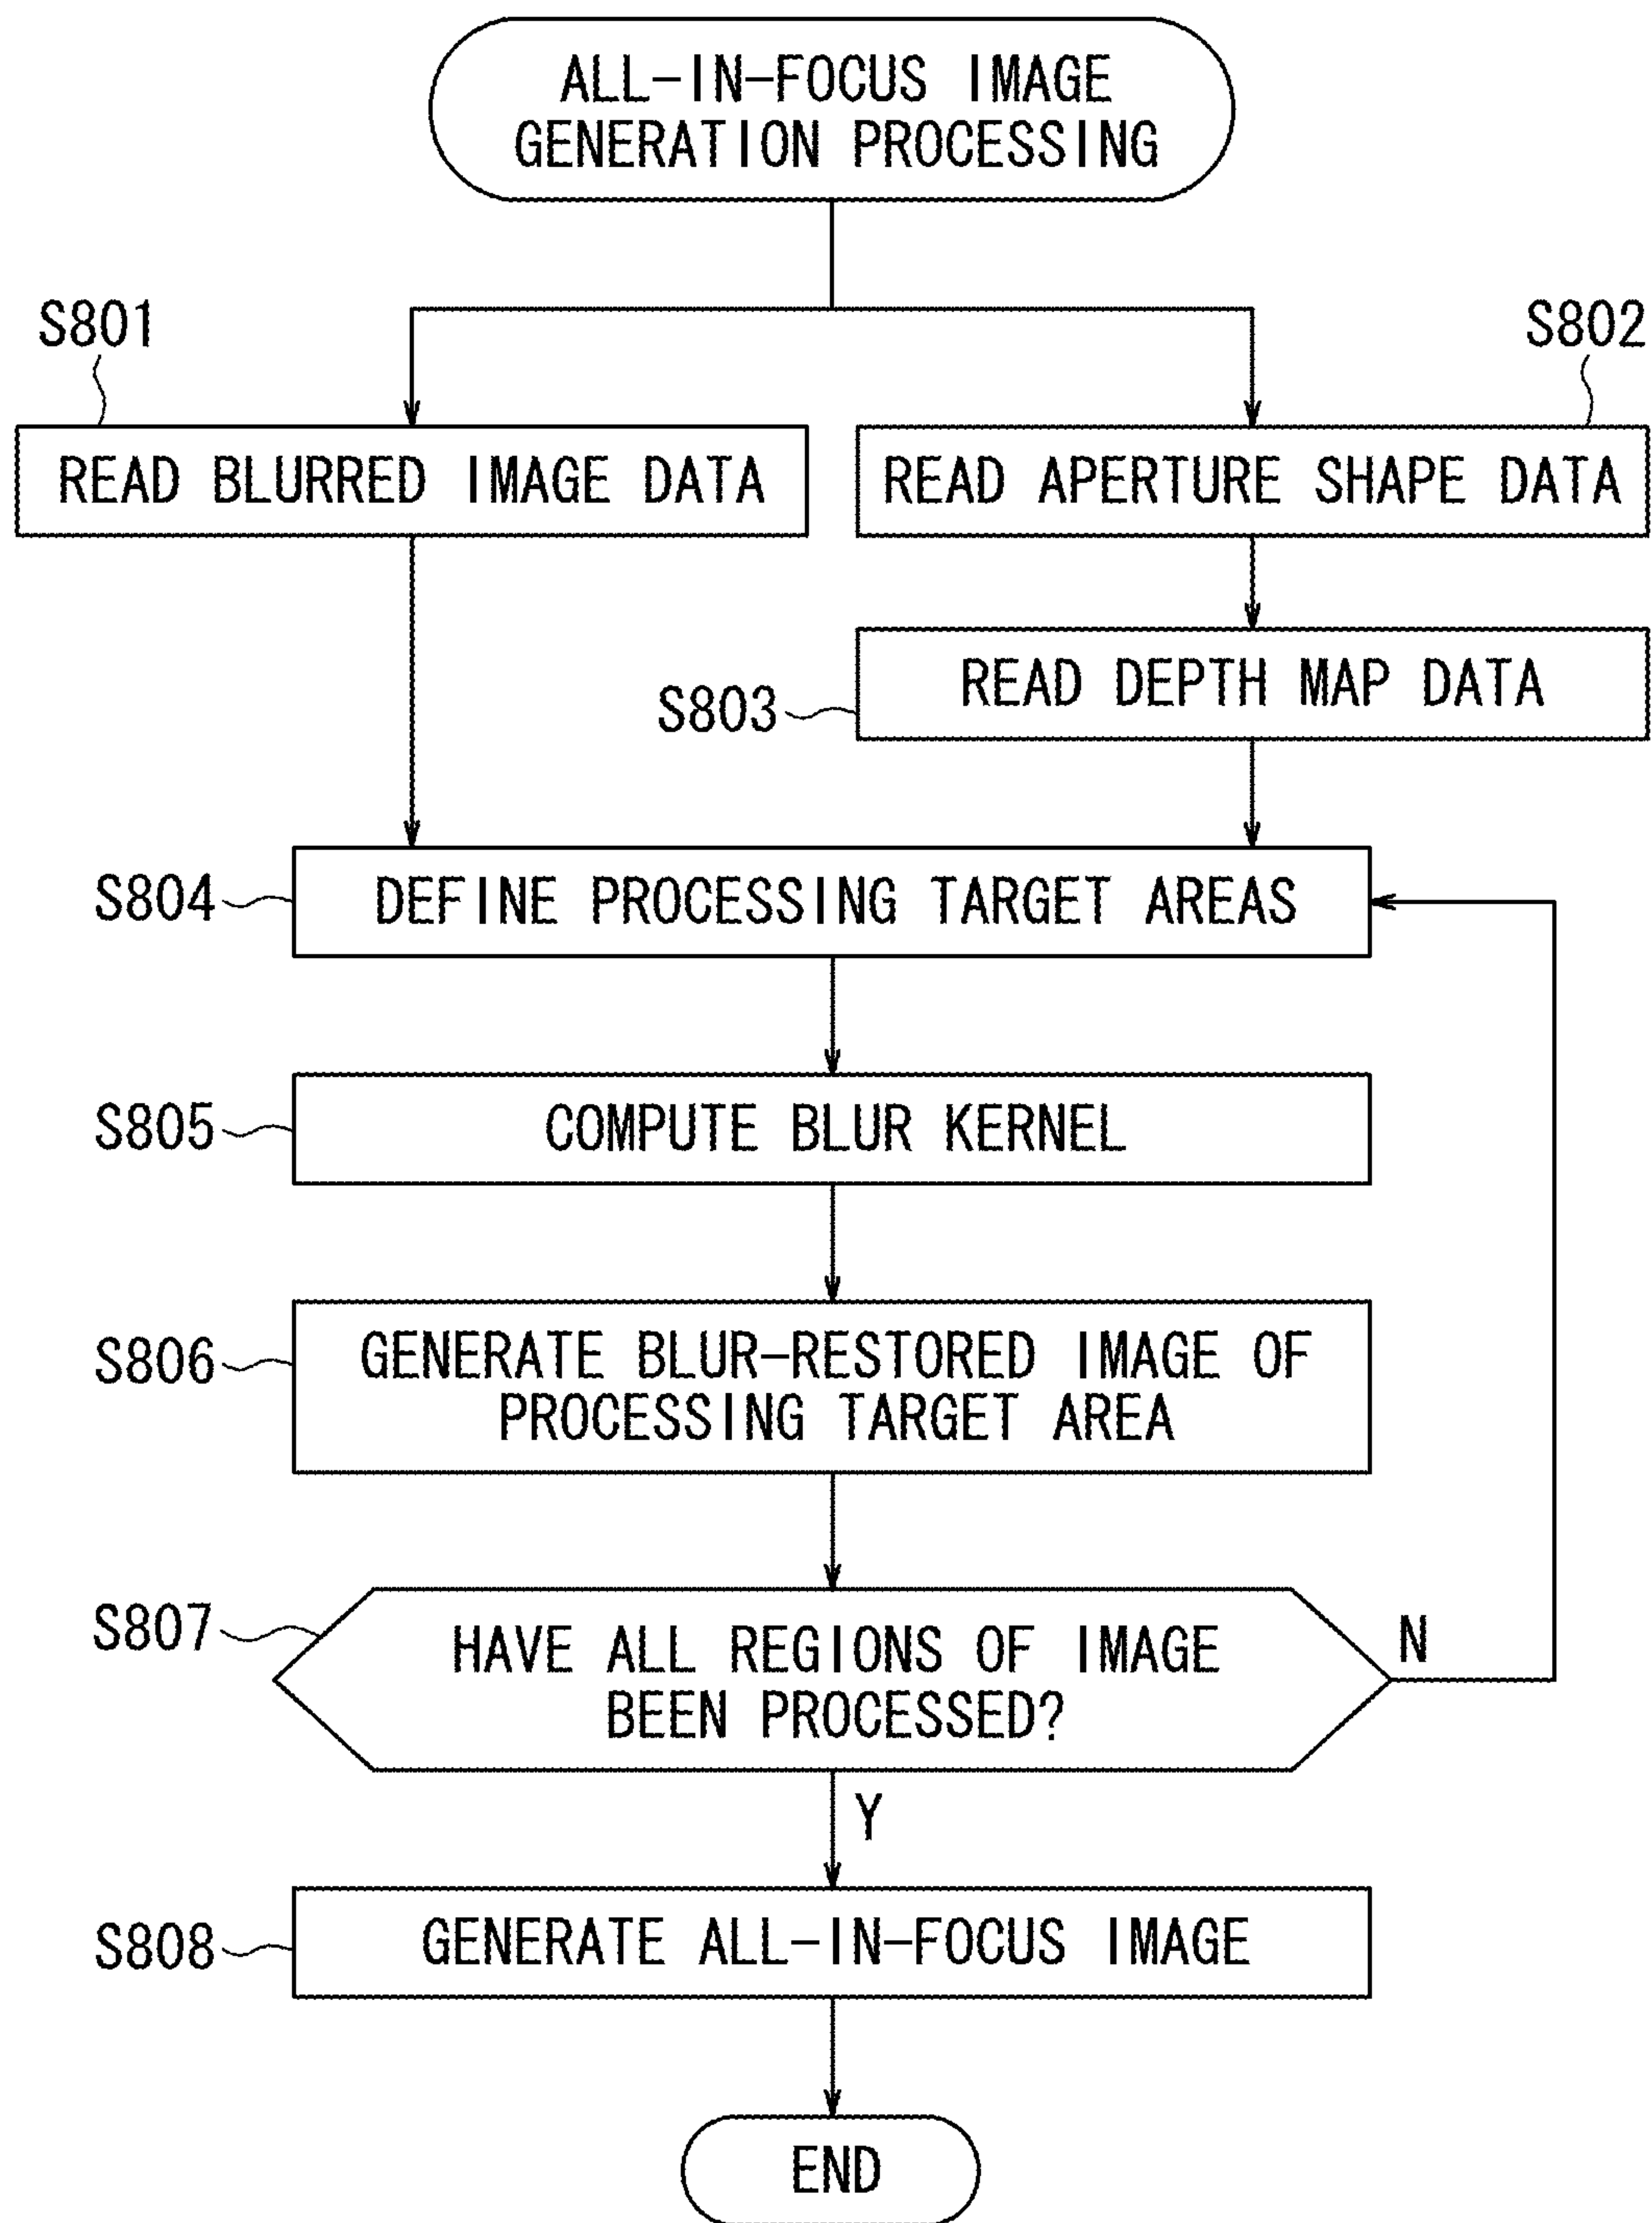 ALL-IN-FOCUS IMAGE
GENERATION PROCESSING
S801
S802
READ BLURRED IMAGE DATA
READ APERTURE SHAPE DATA
READ DEPTH MAP DATA
S803
S804
DEFINE PROCESSING TARGET AREAS
S805
COMPUTE BLUR KERNEL
S806
GENERATE BLUR-RESTORED IMAGE OF
PROCESSING TARGET AREA
S807
HAVE ALL REGIONS OF IMAGE
BEEN PROCESSED?
N
Y
S808
GENERATE ALL-IN-FOCUS IMAGE
END